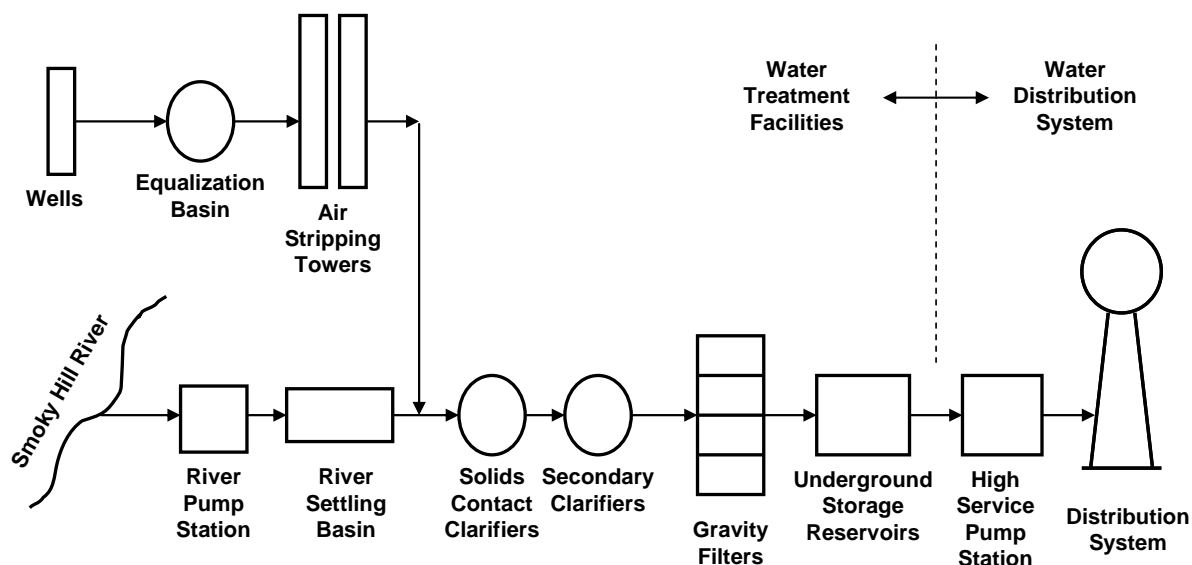 Wells
Equalization
Basin
Air
Stripping
Towers
Water
Treatment
Facilities
Water
Distribution
System
Smoky Hill River
River
Pump
Station
River
Settling
Basin
Solids
Contact
Clarifiers
Secondary
Clarifiers
Gravity
Filters
Underground
Storage
Reservoirs
High
Service
Pump
Station
Distribution
System